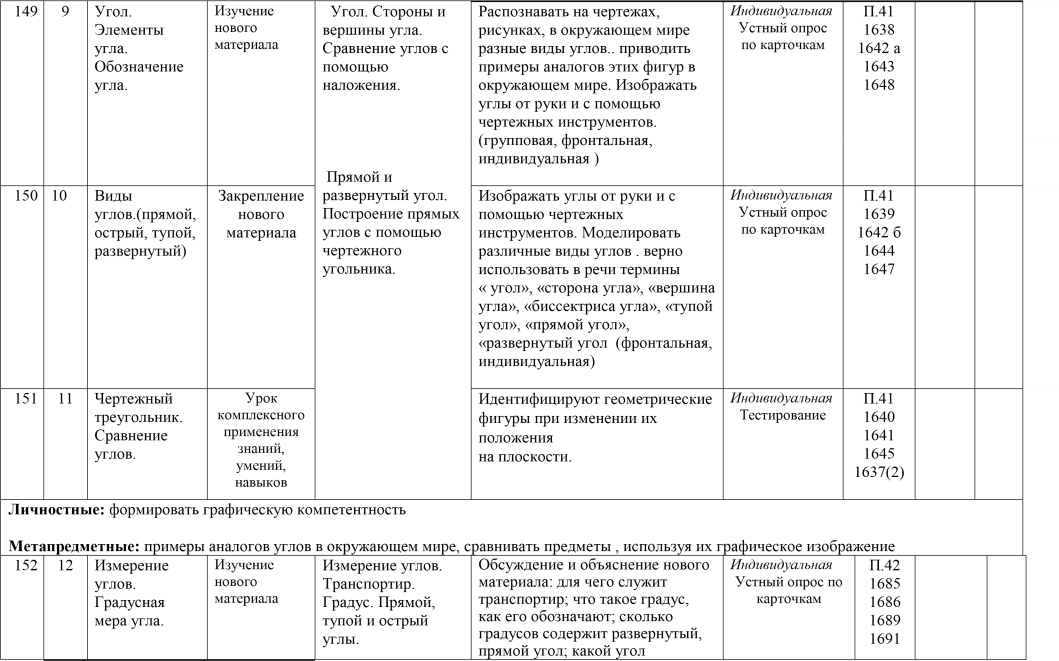 149
9
Угол.
Элементы
угла.
Обозначение
угла.
Изучение
нового
материала
Угол. Стороны и
вершины угла.
Сравнение углов с
помощью
наложения.
Прямой и
развернутый угол.
Построение прямых
углов с помощью
чертежного
угольника.
Распознавать на чертежах,
рисунках, в окружающем мире
разные виды углов.. приводить
примеры аналогов этих фигур в
окружающем мире. Изображать
углы от руки и с помощью
чертежных инструментов.
(групповая, фронтальная,
индивидуальная )
Индивидуальная
Устный опрос
по карточкам
П.41
1638
1642 а
1643
1648
150
10
Виды
углов.(прямой,
острый, тупой,
развернутый)
Закрепление
нового
материала
Изображать углы от руки и с
помощью чертежных
инструментов. Моделировать
различные виды углов . верно
использовать в речи термины
« угол», «сторона угла», «вершина
угла», «биссектриса угла», «тупой
угол», «прямой угол»,
«развернутый угол (фронтальная,
индивидуальная)
Индивидуальная
Устный опрос
по карточкам
П.41
1639
1642 б
1644
1647
151
11
Чертежный
треугольник.
Сравнение
углов.
Урок
комплексного
применения
знаний,
умений,
навыков
Идентифицируют геометрические
фигуры при изменении их
положения
на плоскости.
Индивидуальная
Тестирование
П.41
1640
1641
1645
1637(2)
Личностные: формировать графическую компетентность
Метапредметные: примеры аналогов углов в окружающем мире, сравнивать предметы , используя их графическое изображение
152
12
Измерение
углов.
Градусная
мера угла.
Изучение
нового
материала
Измерение углов.
Транспортир.
Градус. Прямой,
тупой и острый
углы.
Обсуждение и объяснение нового
материала: для чего служит
транспортир; что такое градус,
как его обозначают; сколько
градусов содержит развернутый,
прямой угол; какой угол
Индивидуальная
Устный опрос по
карточкам
П.42
1685
1686
1689
1691